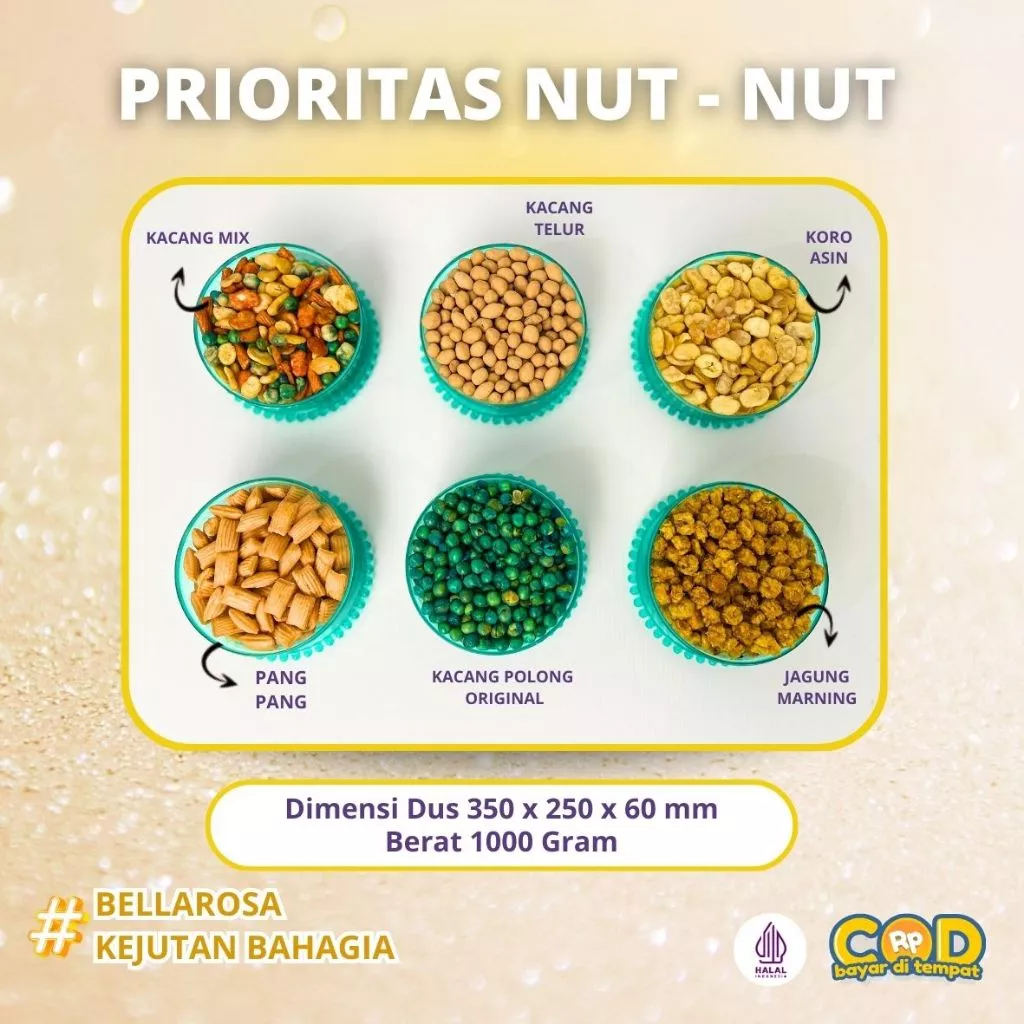 PRIORITAS NUT - NUT
KACANG MIX
KACANG
TELUR
KORO
ASIN
PANG
PANG
KACANG POLONG
ORIGINAL
JAGUNG
MARNING
Dimensi Dus 350 x 250 x 60 mm
Berat 1000 Gram
# BELLAROSA
KEJUTAN BAHAGIA
HALAL
INDONESIA
COD
RP
bayar di tempat